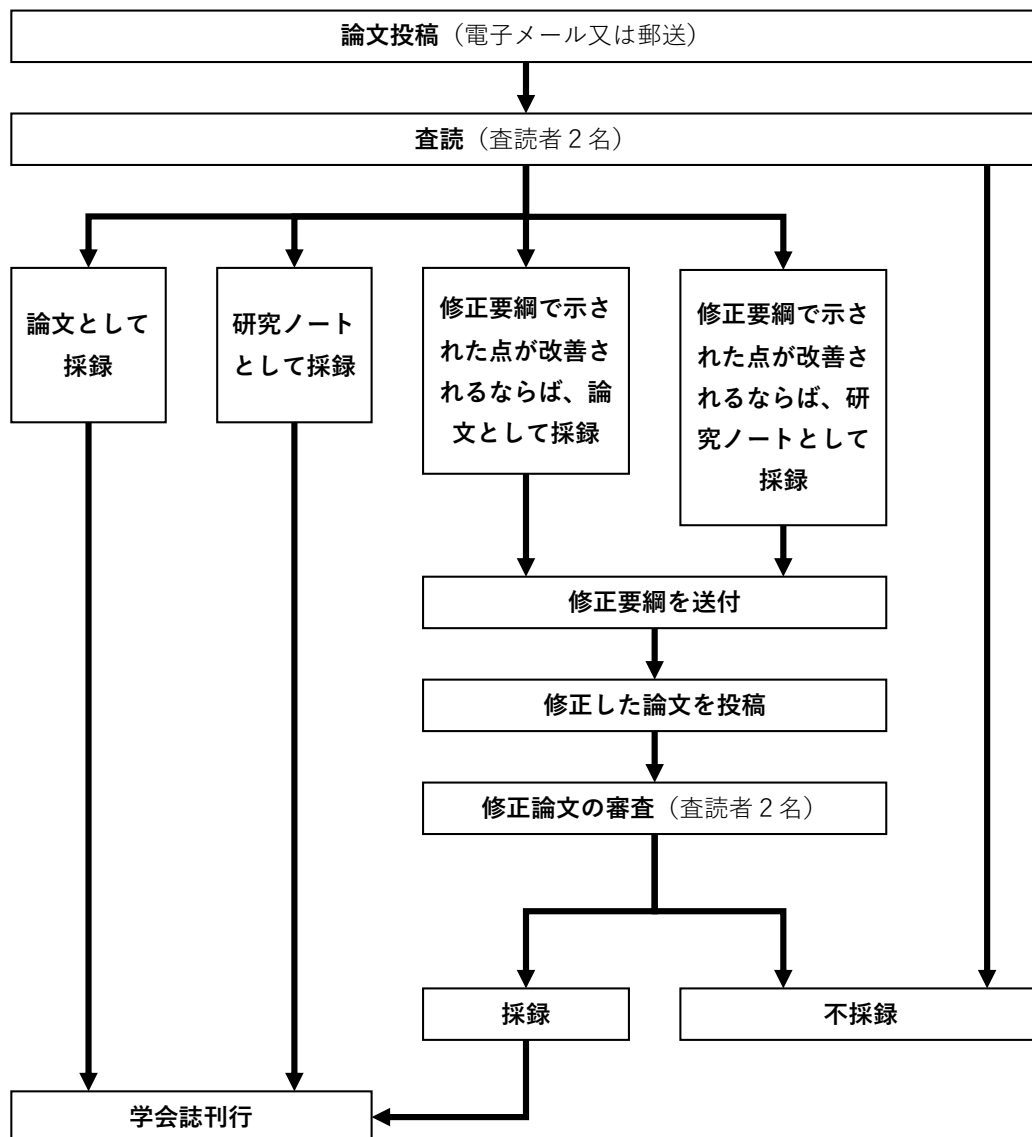 論文投稿（電子メール又は郵送）
査読（査読者２名）
論文として
採録
研究ノート
として採録
修正要綱で示さ
れた点が改善さ
れるならば、論
文として採録
修正要綱で示さ
れた点が改善さ
れるならば、研
究ノートとして
採録
修正要綱を送付
修正した論文を投稿
修正論文の審査（査読者２名）
採録
不採録
学会誌刊行